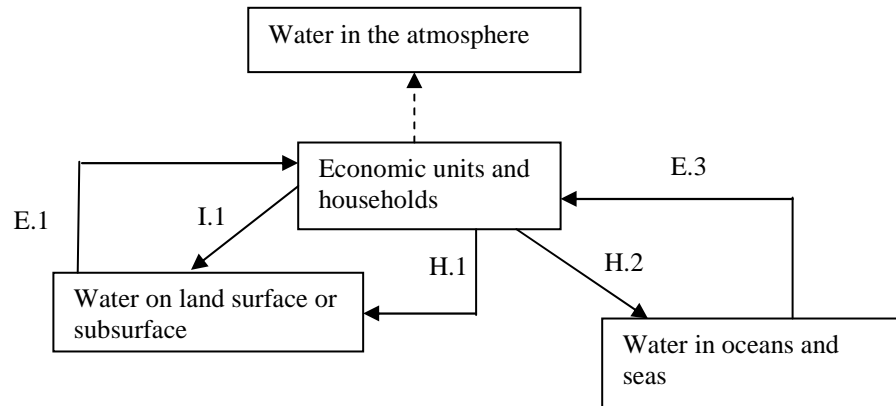 Water in the atmosphere
Economic units and
households
E.3
E.1
I.1
H.1
H.2
Water on land surface or
subsurface
Water in oceans and
seas